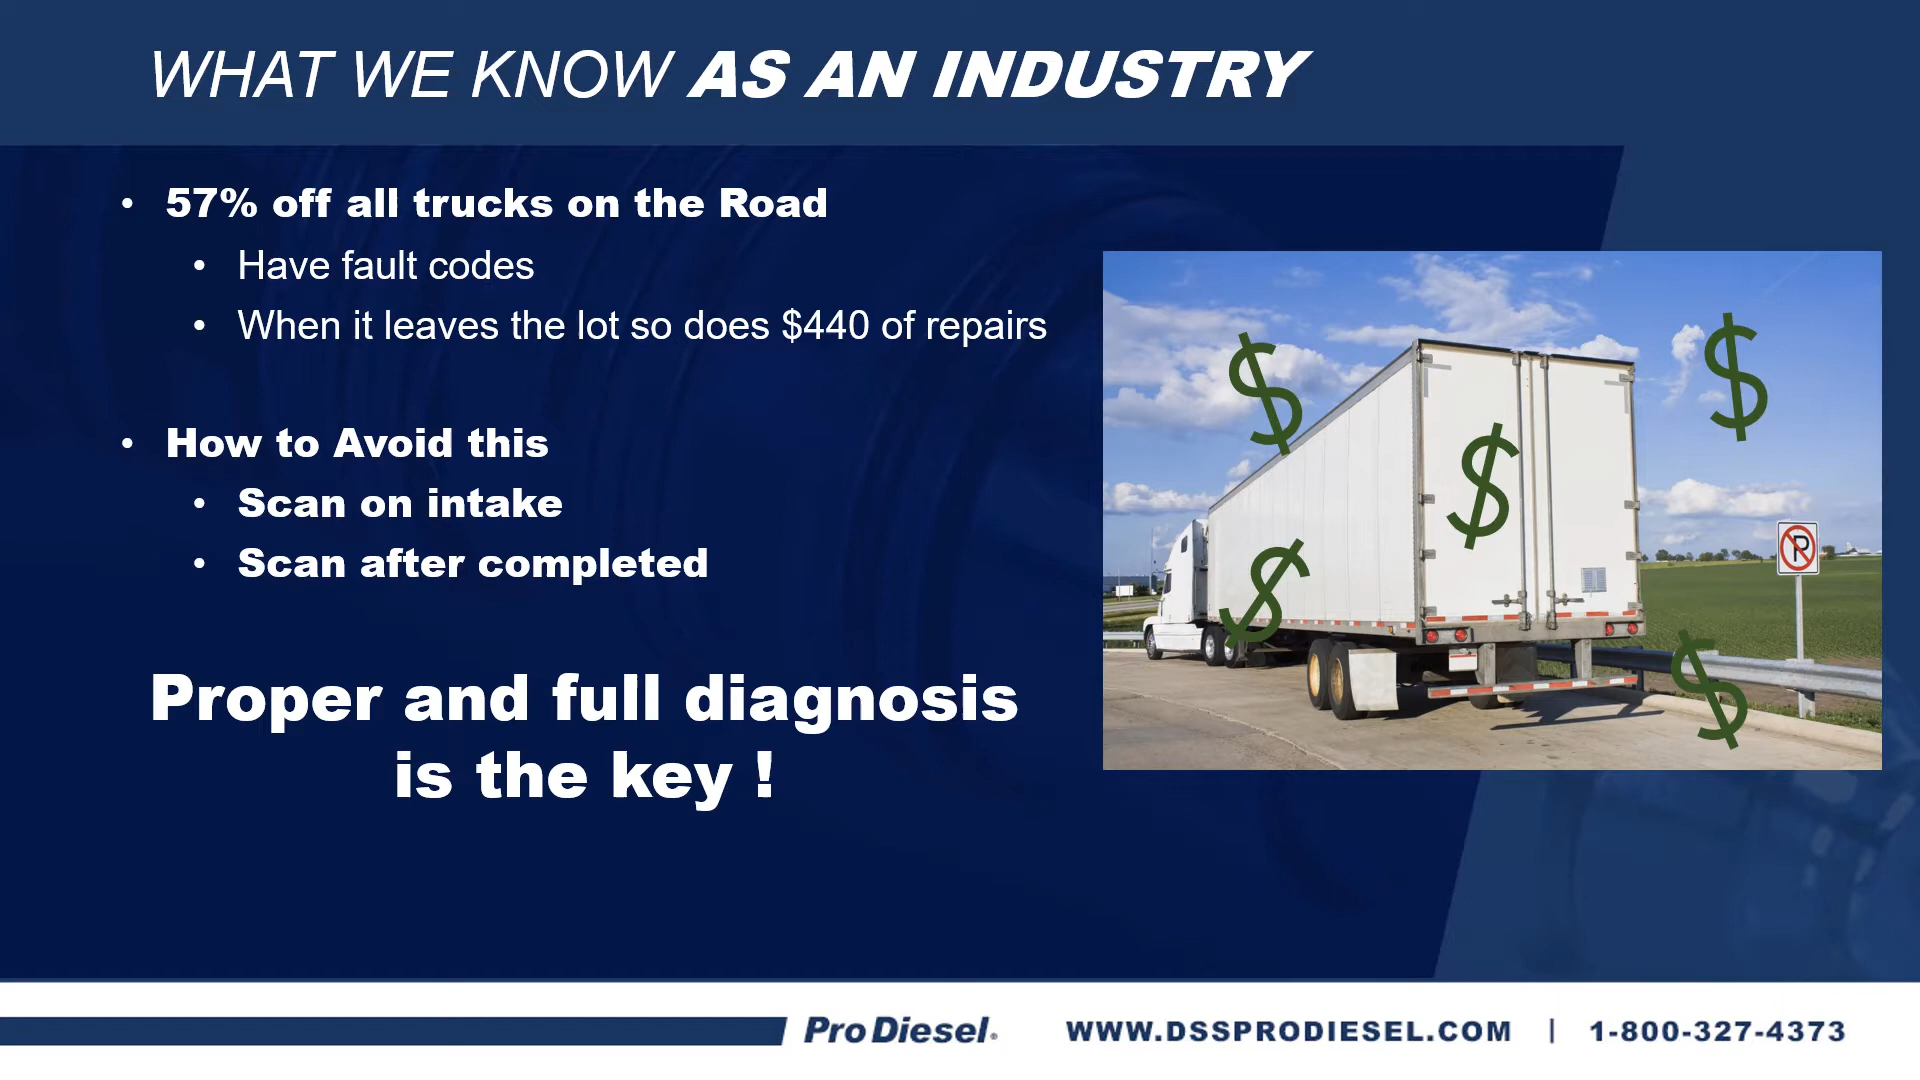 WHAT WE KNOW AS AN INDUSTRY
• 57% off all trucks on the Road
• Have fault codes
• When it leaves the lot so does $440 of repairs
• How to Avoid this
• Scan on intake
• Scan after completed
Proper and full diagnosis
is the key !
$
$
$
$
$
P
Pro Diesel®
WWW.DSSPRODIESEL.COM | 1-800-327-4373